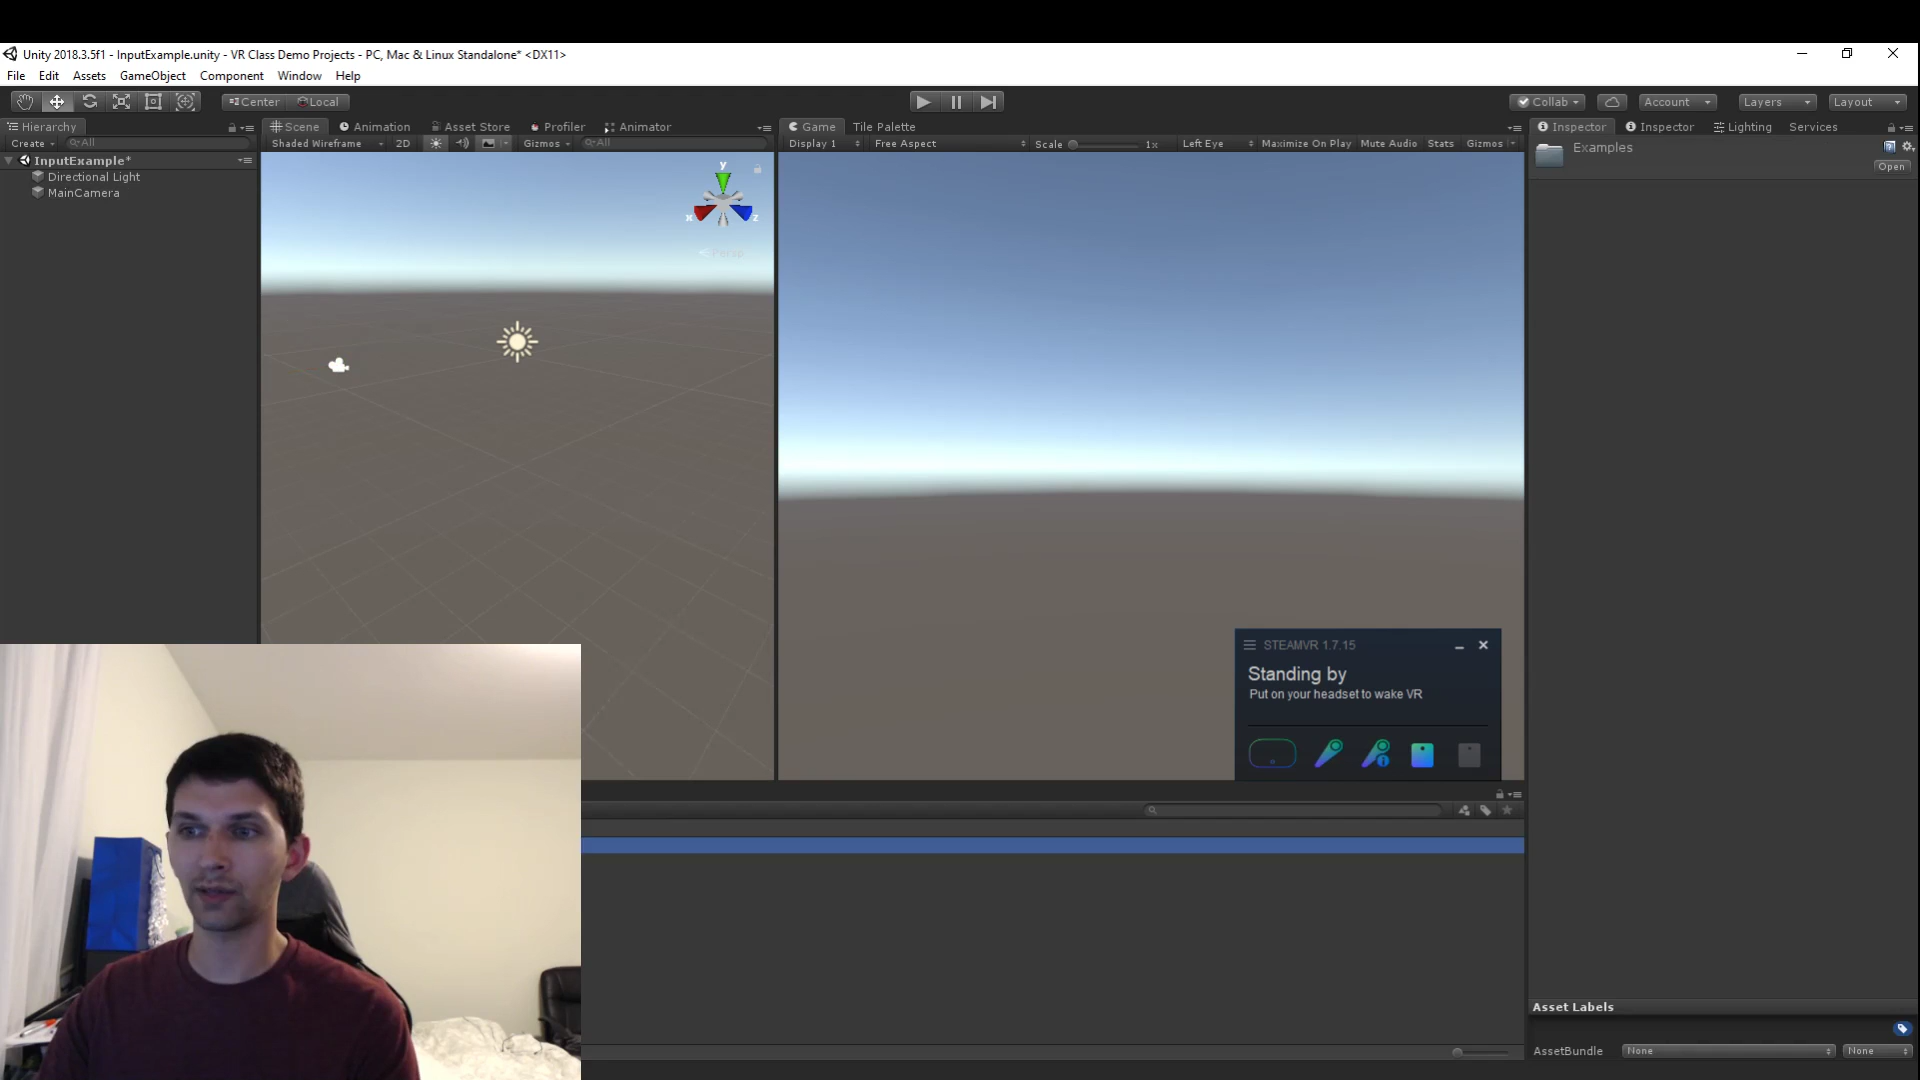 Unity 2018.3.5f1 - InputExample.unity - VR Class Demo Projects - PC, Mac & Linux Standalone* <DX11>
File Edit Assets GameObject Component Window Help
Center Local Collab Account Layers Layout
Hierarchy Scene Animation Asset Store Profiler Animator Game Tile Palette Inspector Inspector Lighting Services
Create All Shaded Wireframe 2D Gizmos All Display 1 Free Aspect Scale 1x Left Eye Maximize On Play Mute Audio Stats Gizmos Examples
Open
InputExample*
Directional Light
MainCamera
y
x z
Persp
STEAMVR 1.7.15
Standing by
Put on your headset to wake VR
Asset Labels
AssetBundle None None